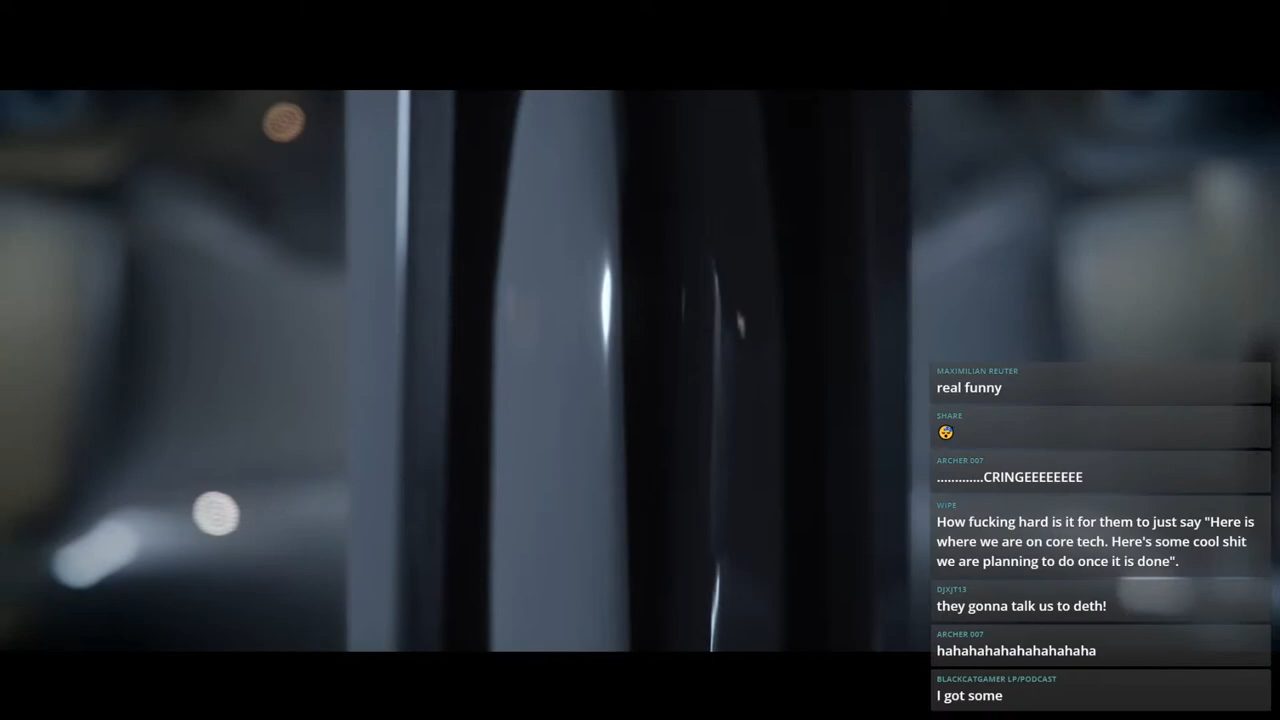 MAXIMILIAN REUTER
real funny
SHARE
😴
ARCHER 007
.............CRINGEEEEEEEE
WIPE
How fucking hard is it for them to just say "Here is
where we are on core tech. Here's some cool shit
we are planning to do once it is done".
DJXJT13
they gonna talk us to deth!
ARCHER 007
hahahahahahahahahaha
BLACKCATGAMER LP/PODCAST
I got some